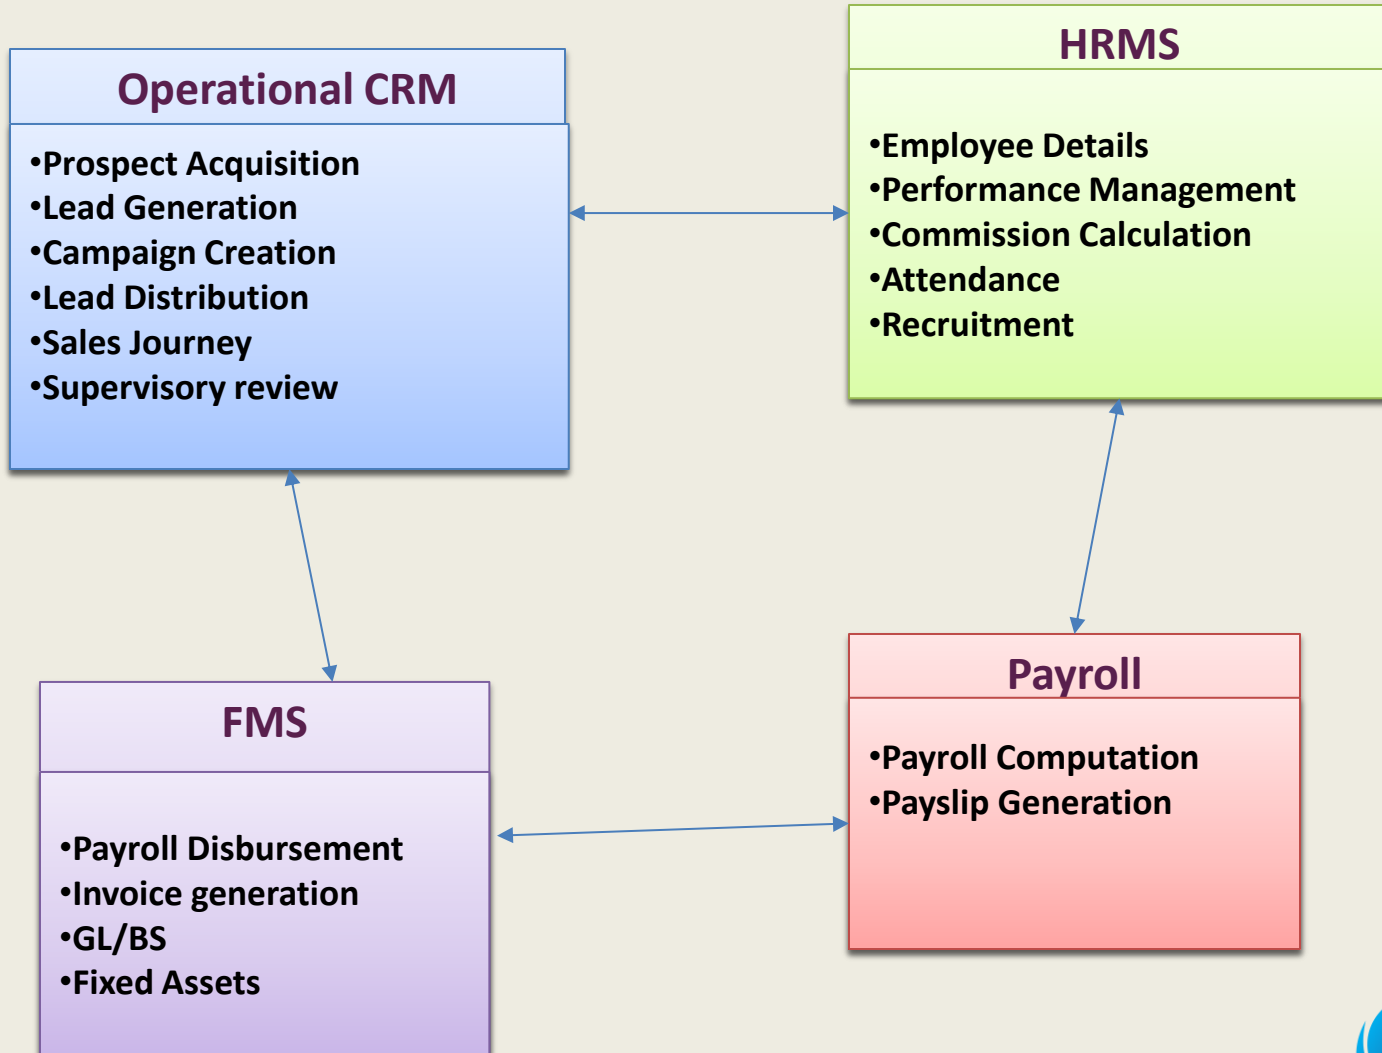 Operational CRM
•Prospect Acquisition
•Lead Generation
•Campaign Creation
•Lead Distribution
•Sales Journey
•Supervisory review
HRMS
•Employee Details
•Performance Management
•Commission Calculation
•Attendance
•Recruitment
FMS
•Payroll Disbursement
•Invoice generation
•GL/BS
•Fixed Assets
Payroll
•Payroll Computation
•Payslip Generation